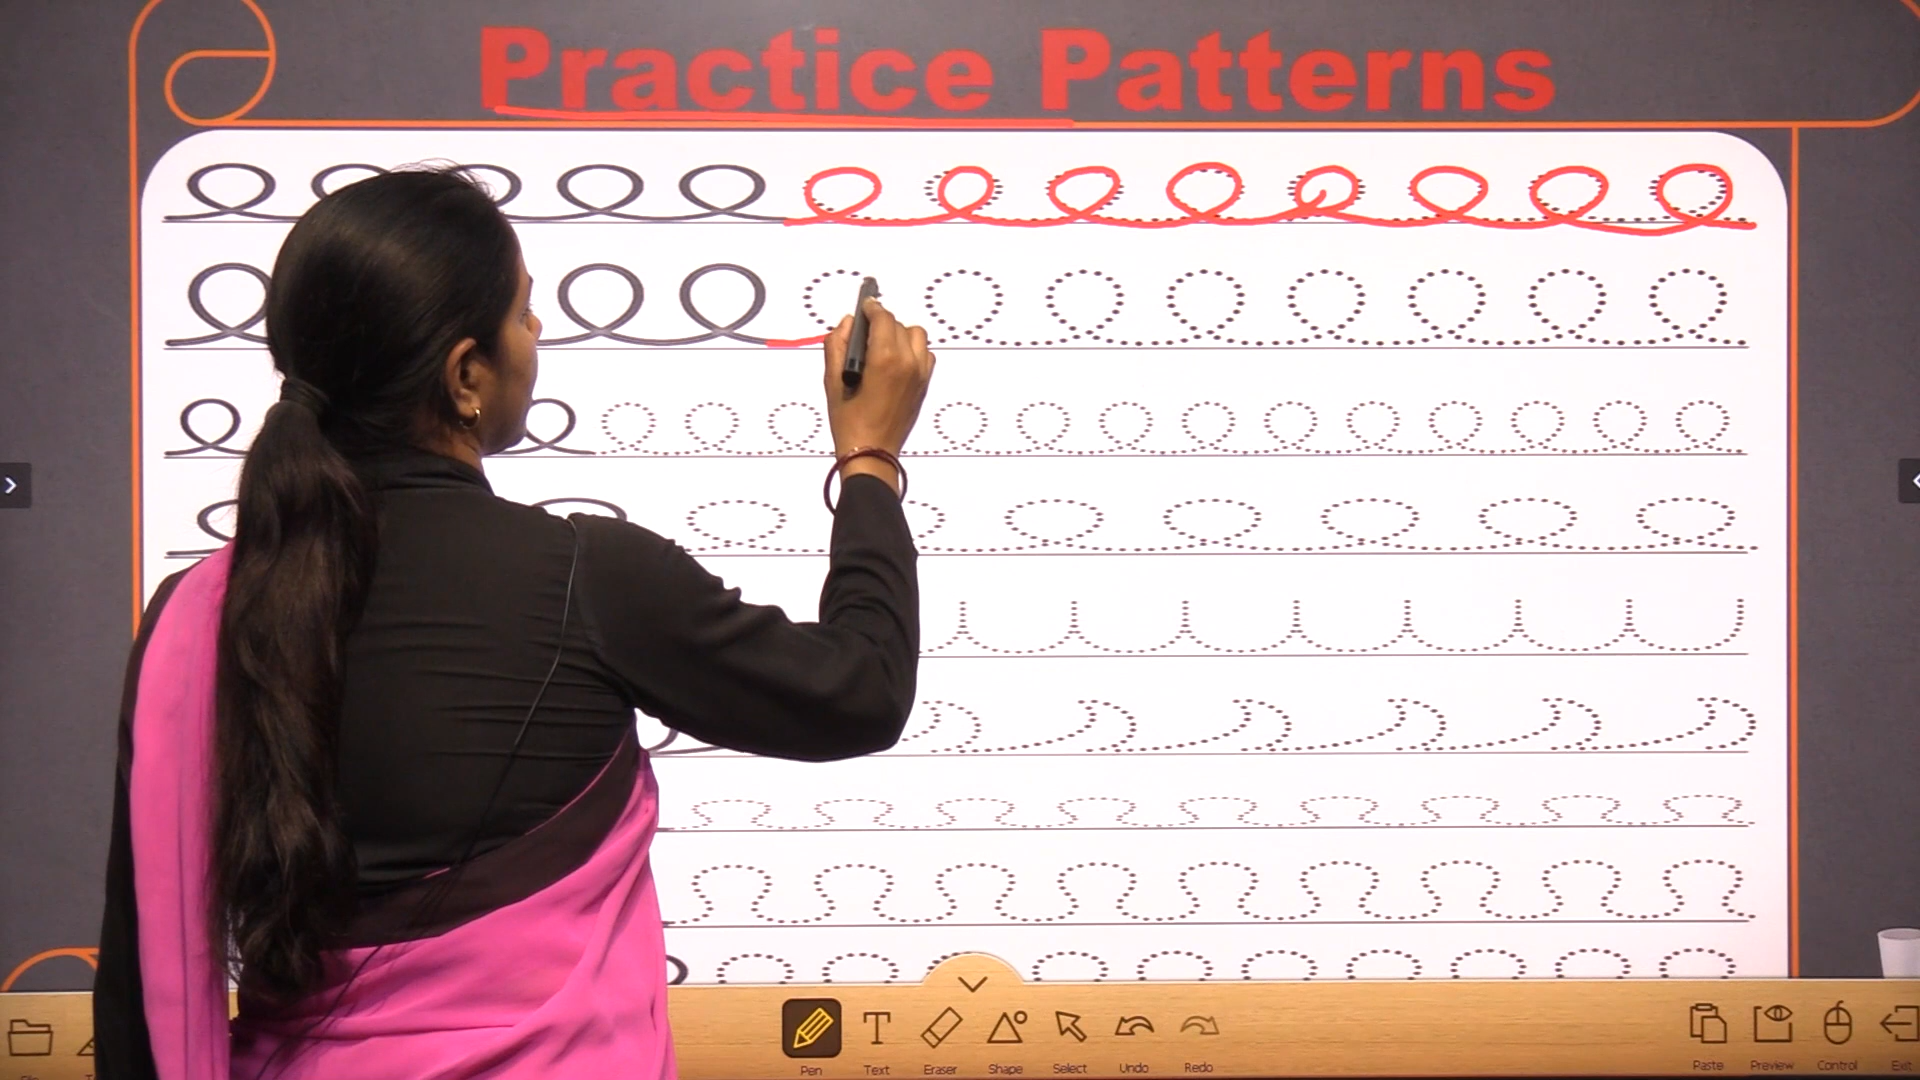 Practice Patterns
Pen Text Eraser Shape Select Undo Redo Paste Preview Control Exit